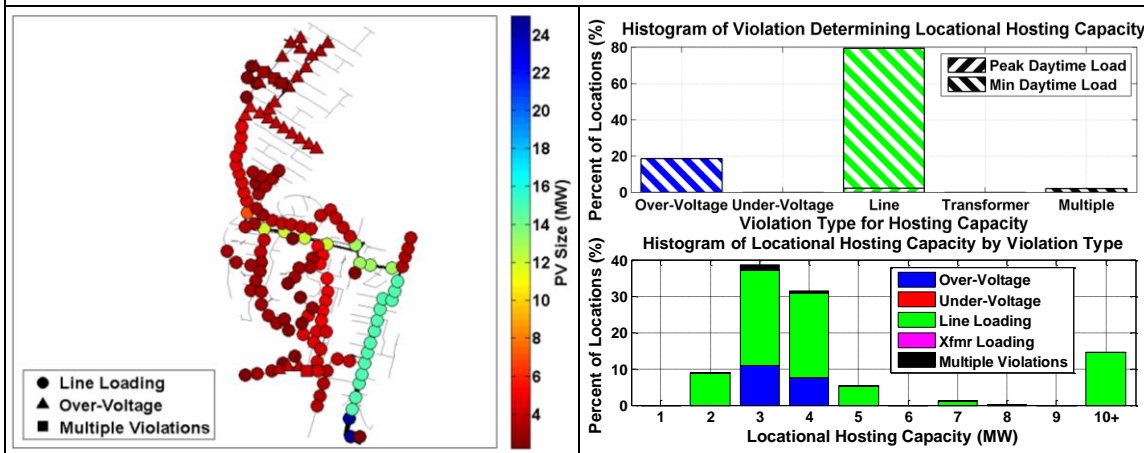 24
22
20
18
16
14
12
10
8
6
4
PV Size (MW)
Line Loading
Over-Voltage
Multiple Violations
Histogram of Violation Determining Locational Hosting Capacity
Percent of Locations (%)
80
60
40
20
0
Peak Daytime Load
Min Daytime Load
Over-Voltage Under-Voltage Line Transformer Multiple
Violation Type for Hosting Capacity
Histogram of Locational Hosting Capacity by Violation Type
Percent of Locations (%)
40
30
20
10
0
Over-Voltage
Under-Voltage
Line Loading
Xfmr Loading
Multiple Violations
1 2 3 4 5 6 7 8 9 10+
Locational Hosting Capacity (MW)